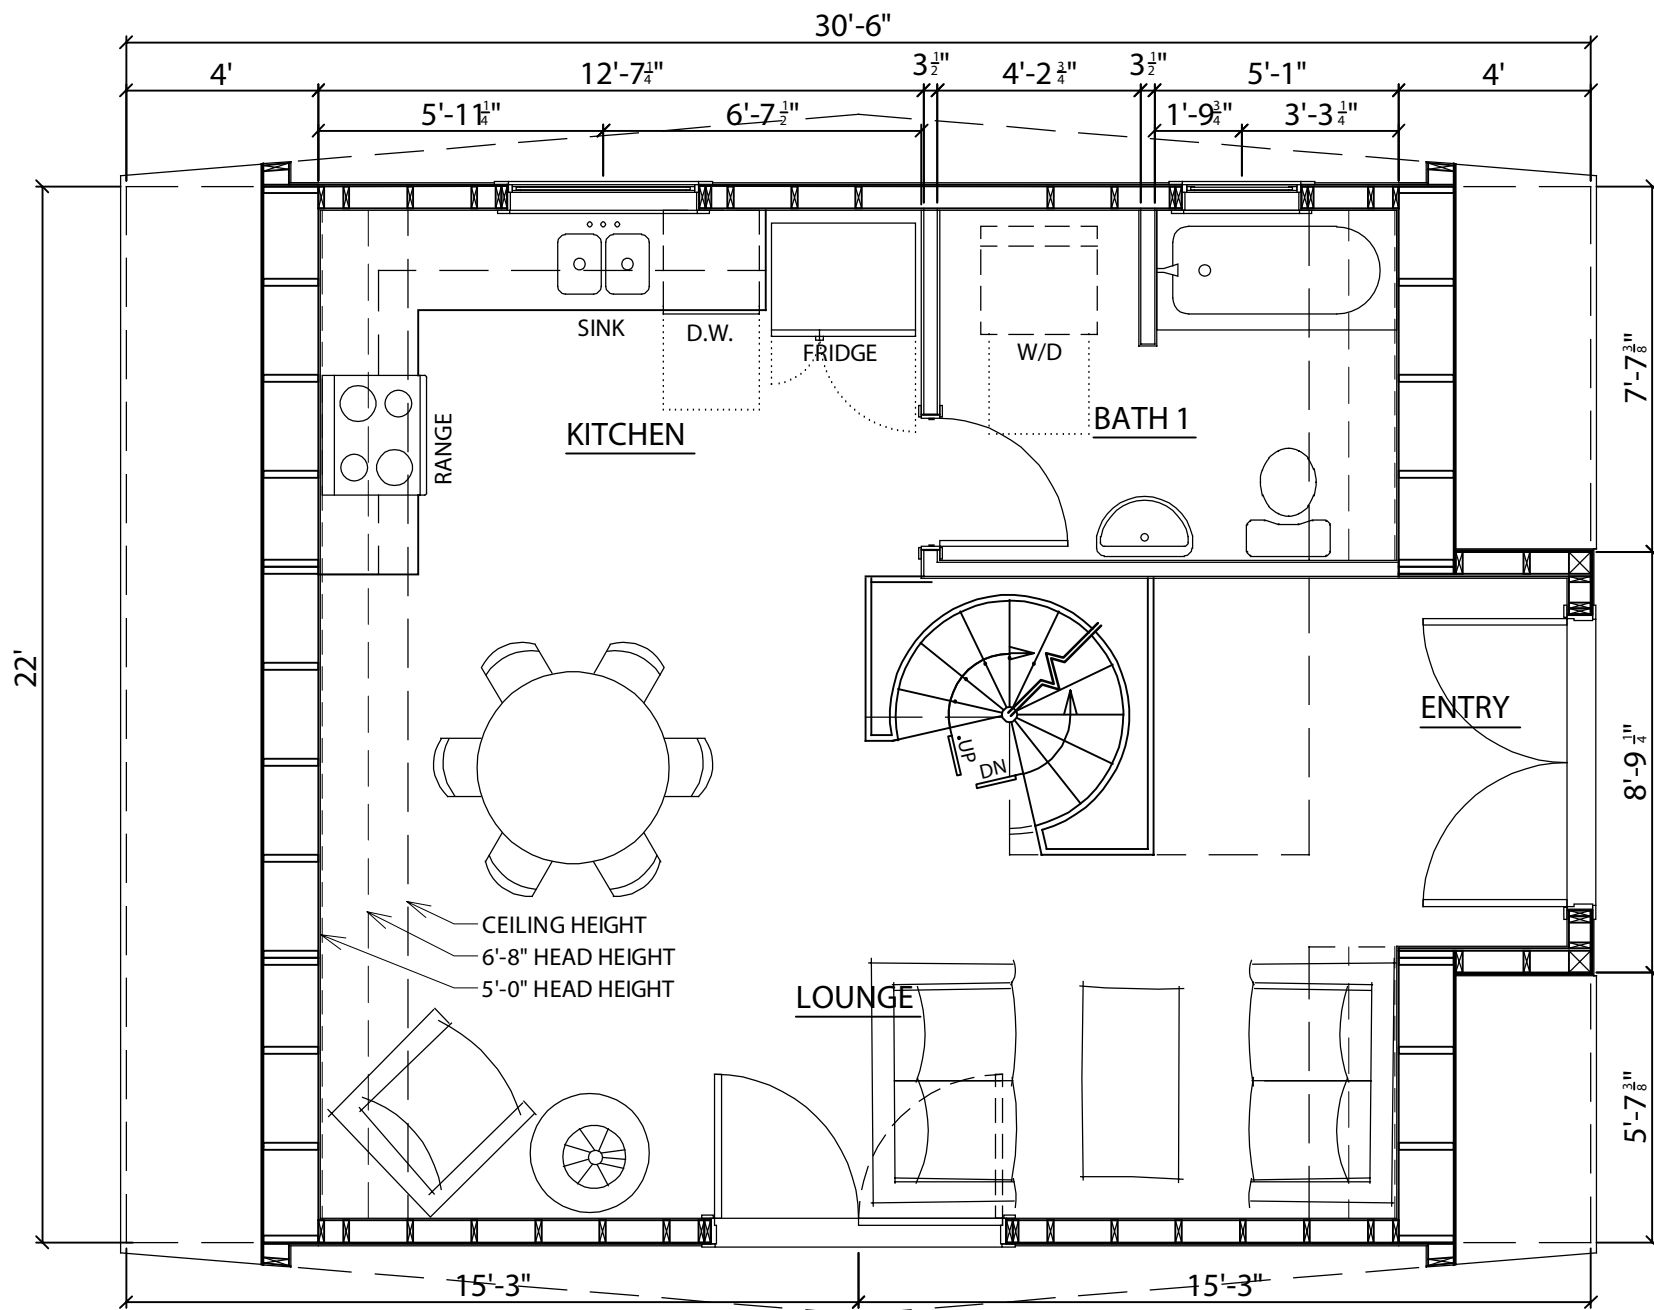 30'-6"
4'
12'-7¼"
3½"
4'-2¾"
3½"
5'-1"
4'
5'-11¼"
6'-7½"
1'-9¾"
3'-3¼"
SINK
D.W.
FRIDGE
W/D
7'-7⅜"
RANGE
KITCHEN
BATH 1
22'
UP
DN
ENTRY
8'-9¼"
CEILING HEIGHT
6'-8" HEAD HEIGHT
5'-0" HEAD HEIGHT
LOUNGE
5'-7⅜"
15'-3"
15'-3"